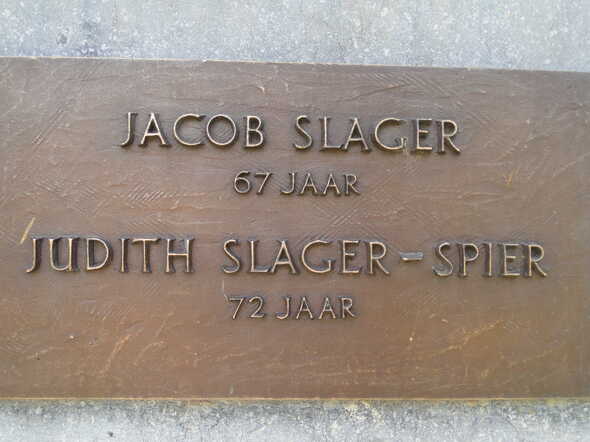 JACOB SLAGER
67 JAAR
JUDITH SLAGER-SPIER
72 JAAR